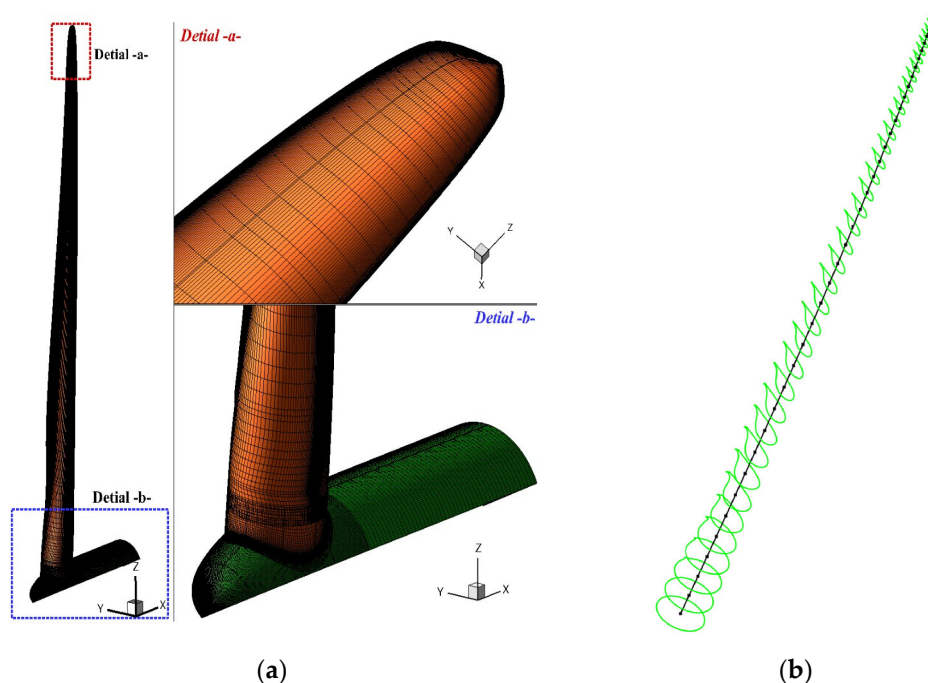 Detial -a-
Detial -a-
Y
Z
X
Detial -b-
Detial -b-
Z
Y
X
Z
Y
X
(a)
(b)